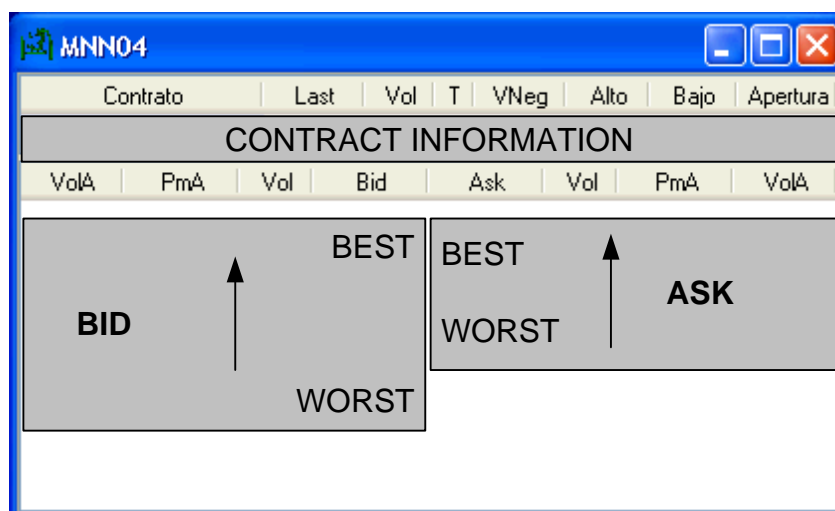 MNN04
Contrato Last Vol T VNeg Alto Bajo Apertura
CONTRACT INFORMATION
VolA PmA Vol Bid Ask Vol PmA VolA
BEST BEST
BID WORST ASK
WORST